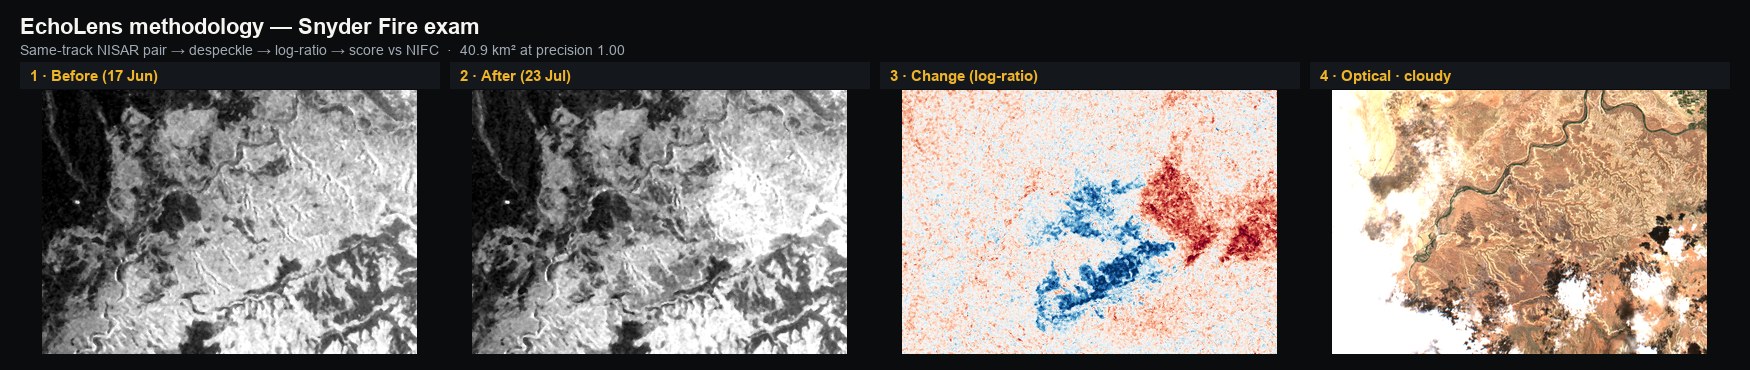 EchoLens methodology — Snyder Fire exam
Same-track NISAR pair → despeckle → log-ratio → score vs NIFC · 40.9 km² at precision 1.00
1 · Before (17 Jun)
2 · After (23 Jul)
3 · Change (log-ratio)
4 · Optical · cloudy